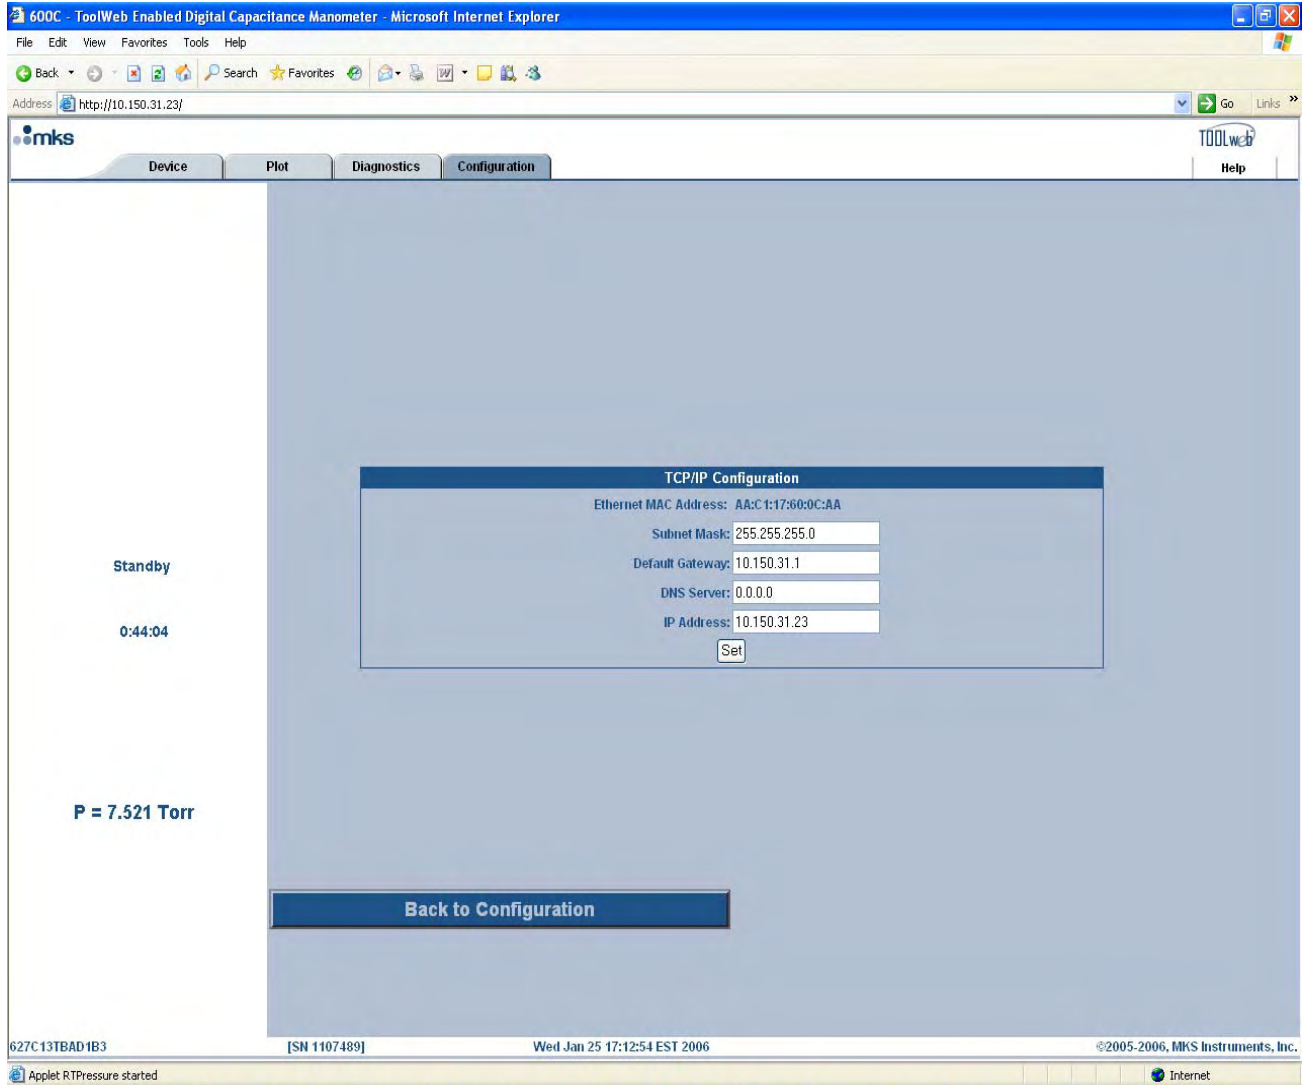 600C - ToolWeb Enabled Digital Capacitance Manometer - Microsoft Internet Explorer
File Edit View Favorites Tools Help
Back Search Favorites
Address http://10.150.31.23/ Go Links »
mks TOOLweb
Device Plot Diagnostics Configuration Help
TCP/IP Configuration
Ethernet MAC Address: AA:C1:17:60:0C:AA
Subnet Mask: 255.255.255.0
Default Gateway: 10.150.31.1
DNS Server: 0.0.0.0
IP Address: 10.150.31.23
Set
Standby
0:44:04
P = 7.521 Torr
Back to Configuration
627C13TBAD1B3 [SN 1107489] Wed Jan 25 17:12:54 EST 2006 ©2005-2006, MKS Instruments, Inc.
Applet RTPressure started Internet